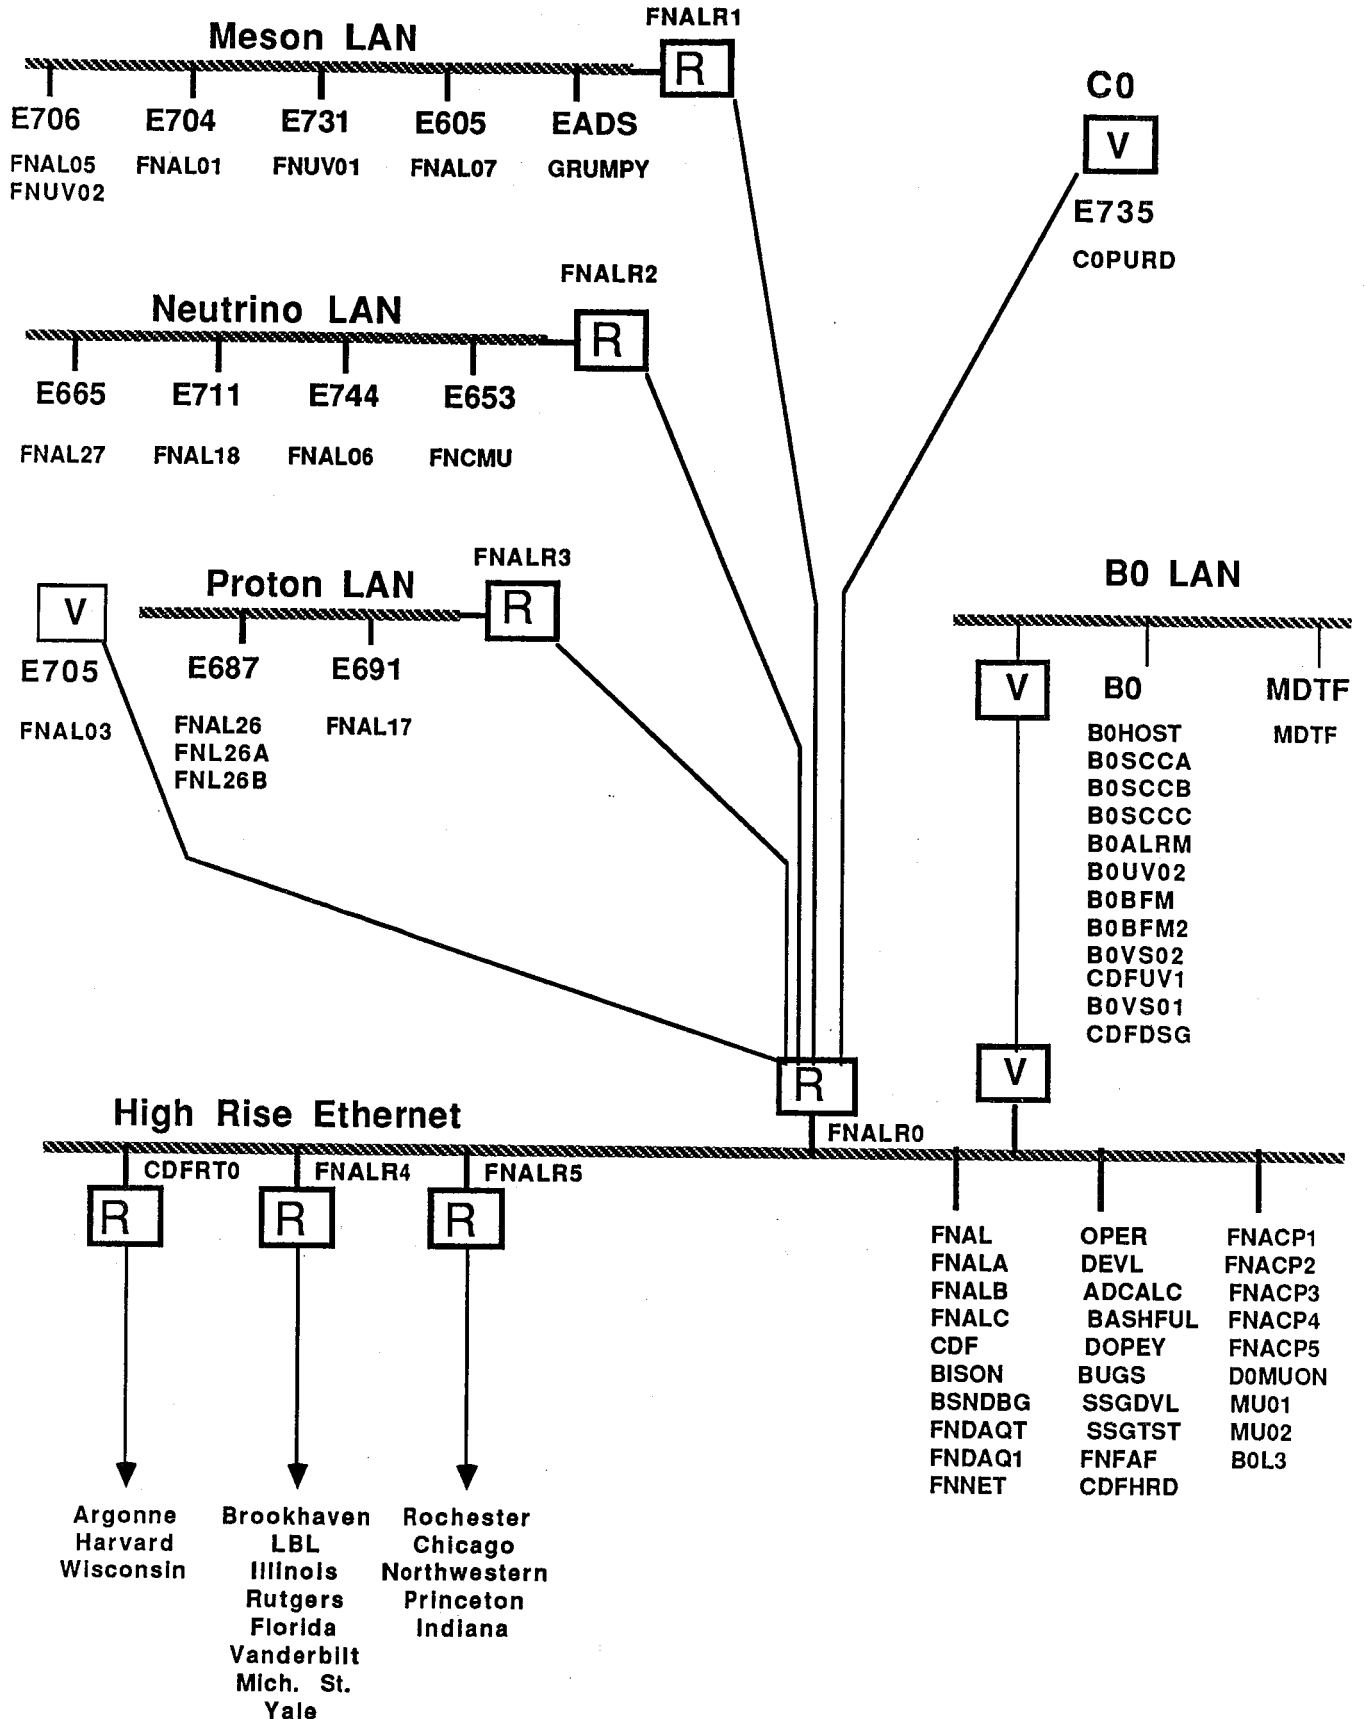 FNALR1
Meson LAN
R
E706 E704 E731 E605 EADS
FNAL05 FNAL01 FNUV01 FNAL07 GRUMPY
FNUV02
C0
V
E735
C0PURD
FNALR2
Neutrino LAN
R
E665 E711 E744 E653
FNAL27 FNAL18 FNAL06 FNCMU
FNALR3
Proton LAN
R
V
E705
FNAL03
E687 E691
FNAL26 FNAL17
FNL26A
FNL26B
B0 LAN
V
B0
B0HOST
B0SCCA
B0SCCB
B0SCCC
B0ALRM
B0UV02
B0BFM
B0BFM2
B0VS02
CDFUV1
B0VS01
CDFDSG
MDTF
MDTF
V
R
FNALR0
High Rise Ethernet
CDFRT0 FNALR4 FNALR5
R R R
Argonne
Harvard
Wisconsin
Brookhaven
LBL
Illinois
Rutgers
Florida
Vanderbilt
Mich. St.
Yale
Rochester
Chicago
Northwestern
Princeton
Indiana
FNAL
FNALA
FNALB
FNALC
CDF
BISON
BSNDBG
FNDAQT
FNDAQ1
FNNET
OPER
DEVL
ADCALC
BASHFUL
DOPEY
BUGS
SSGDVL
SSGTST
FNFAF
CDFHRD
FNACP1
FNACP2
FNACP3
FNACP4
FNACP5
D0MUON
MU01
MU02
B0L3